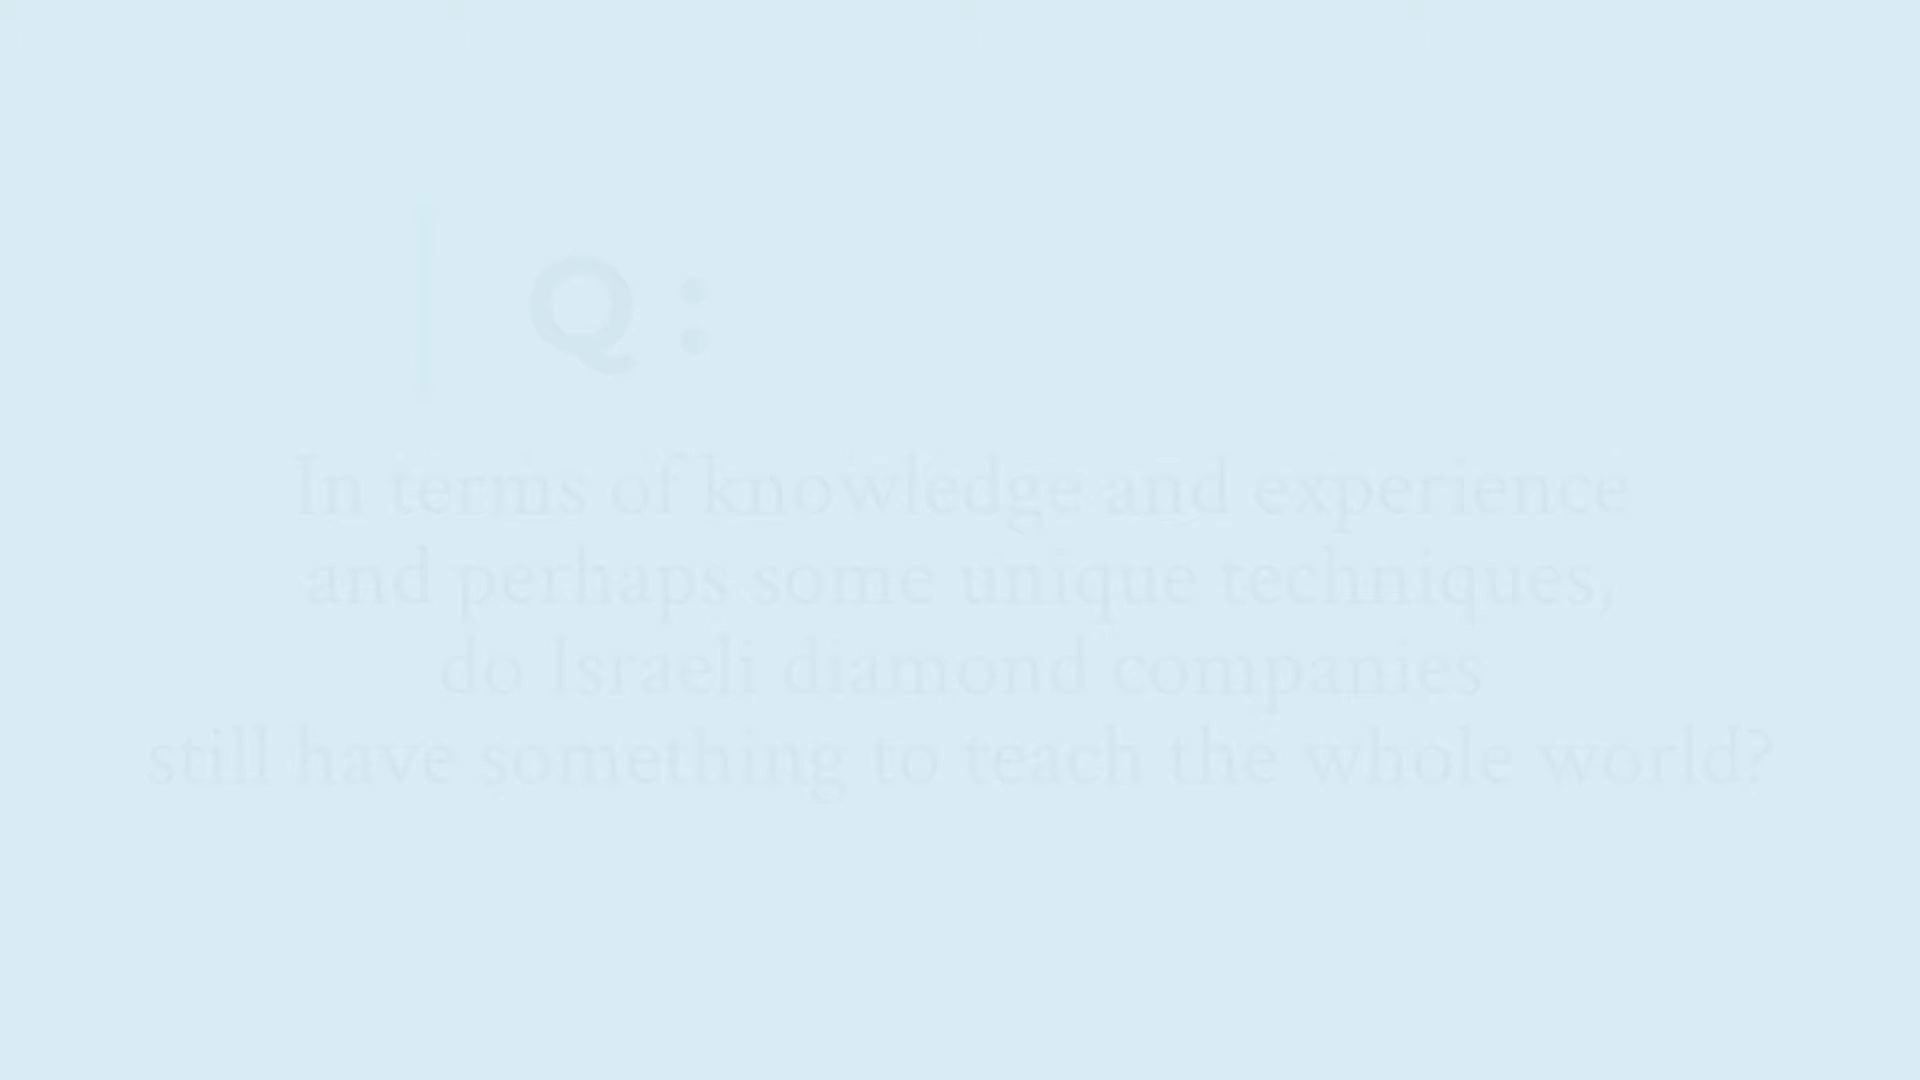 Q :
In terms of knowledge and experience
and perhaps some unique techniques,
do Israeli diamond companies
still have something to teach the whole world?